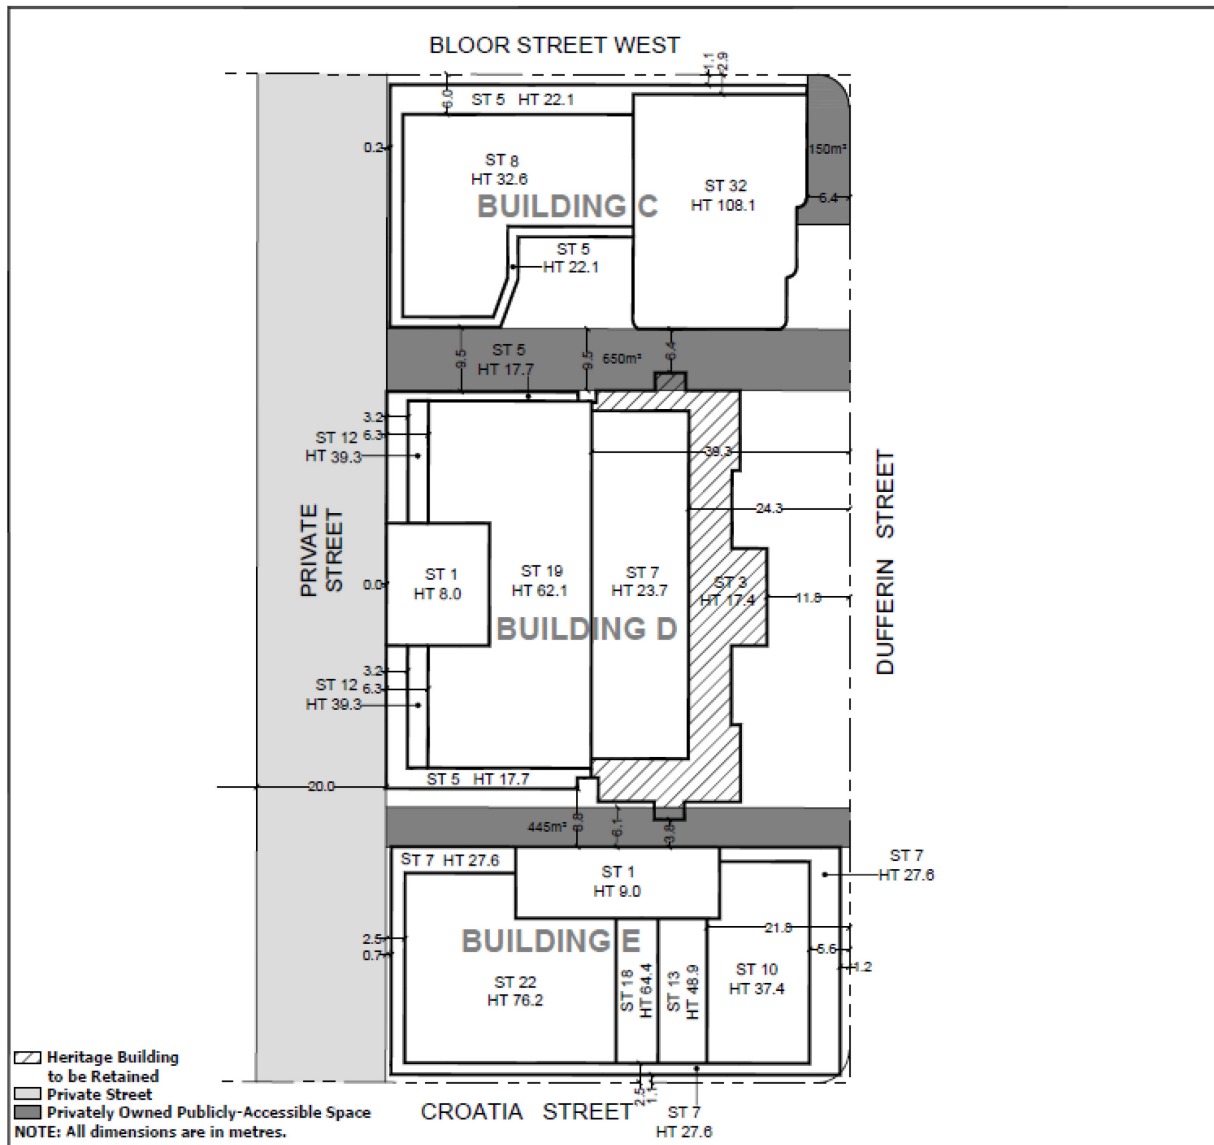 BLOOR STREET WEST
1.1
2.9
6.0
ST 5 HT 22.1
0.2
ST 8
HT 32.6
ST 32
HT 108.1
150m²
6.4
BUILDING C
ST 5
HT 22.1
9.5
ST 5
HT 17.7
9.5
650m²
6.4
3.2
6.3
ST 12
HT 39.3
39.3
24.3
PRIVATE
STREET
DUFFERIN STREET
0.0
ST 1
HT 8.0
ST 19
HT 62.1
ST 7
HT 23.7
ST 3
HT 17.4
11.8
BUILDING D
3.2
6.3
ST 12
HT 39.3
ST 5 HT 17.7
20.0
445m²
6.1
3.8
ST 7 HT 27.6
ST 1
HT 9.0
ST 7
HT 27.6
2.5
0.7
BUILDING E
21.8
5.6
1.2
ST 22
HT 76.2
ST 18
HT 64.4
ST 13
HT 48.9
ST 10
HT 37.4
2.5
1.1
ST 7
HT 27.6
CROATIA STREET
Heritage Building
to be Retained
Private Street
Privately Owned Publicly-Accessible Space
NOTE: All dimensions are in metres.